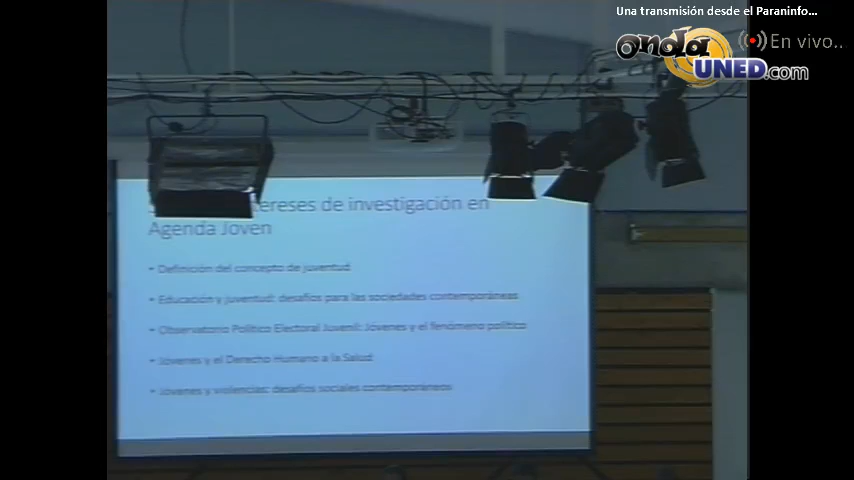 Una transmisión desde el Paraninfo...
onda
UNED.com
En vivo..
ereses de investigación en
Agenda Joven
• Definición del concepto de juventud
• Educación y juventud: desafíos para las sociedades contemporáneas
• Observatorio Político Electoral Juvenil: Jóvenes y el fenómeno político
• Jóvenes y el Derecho Humano a la Salud
• Jóvenes y violencias: desafíos sociales contemporáneos